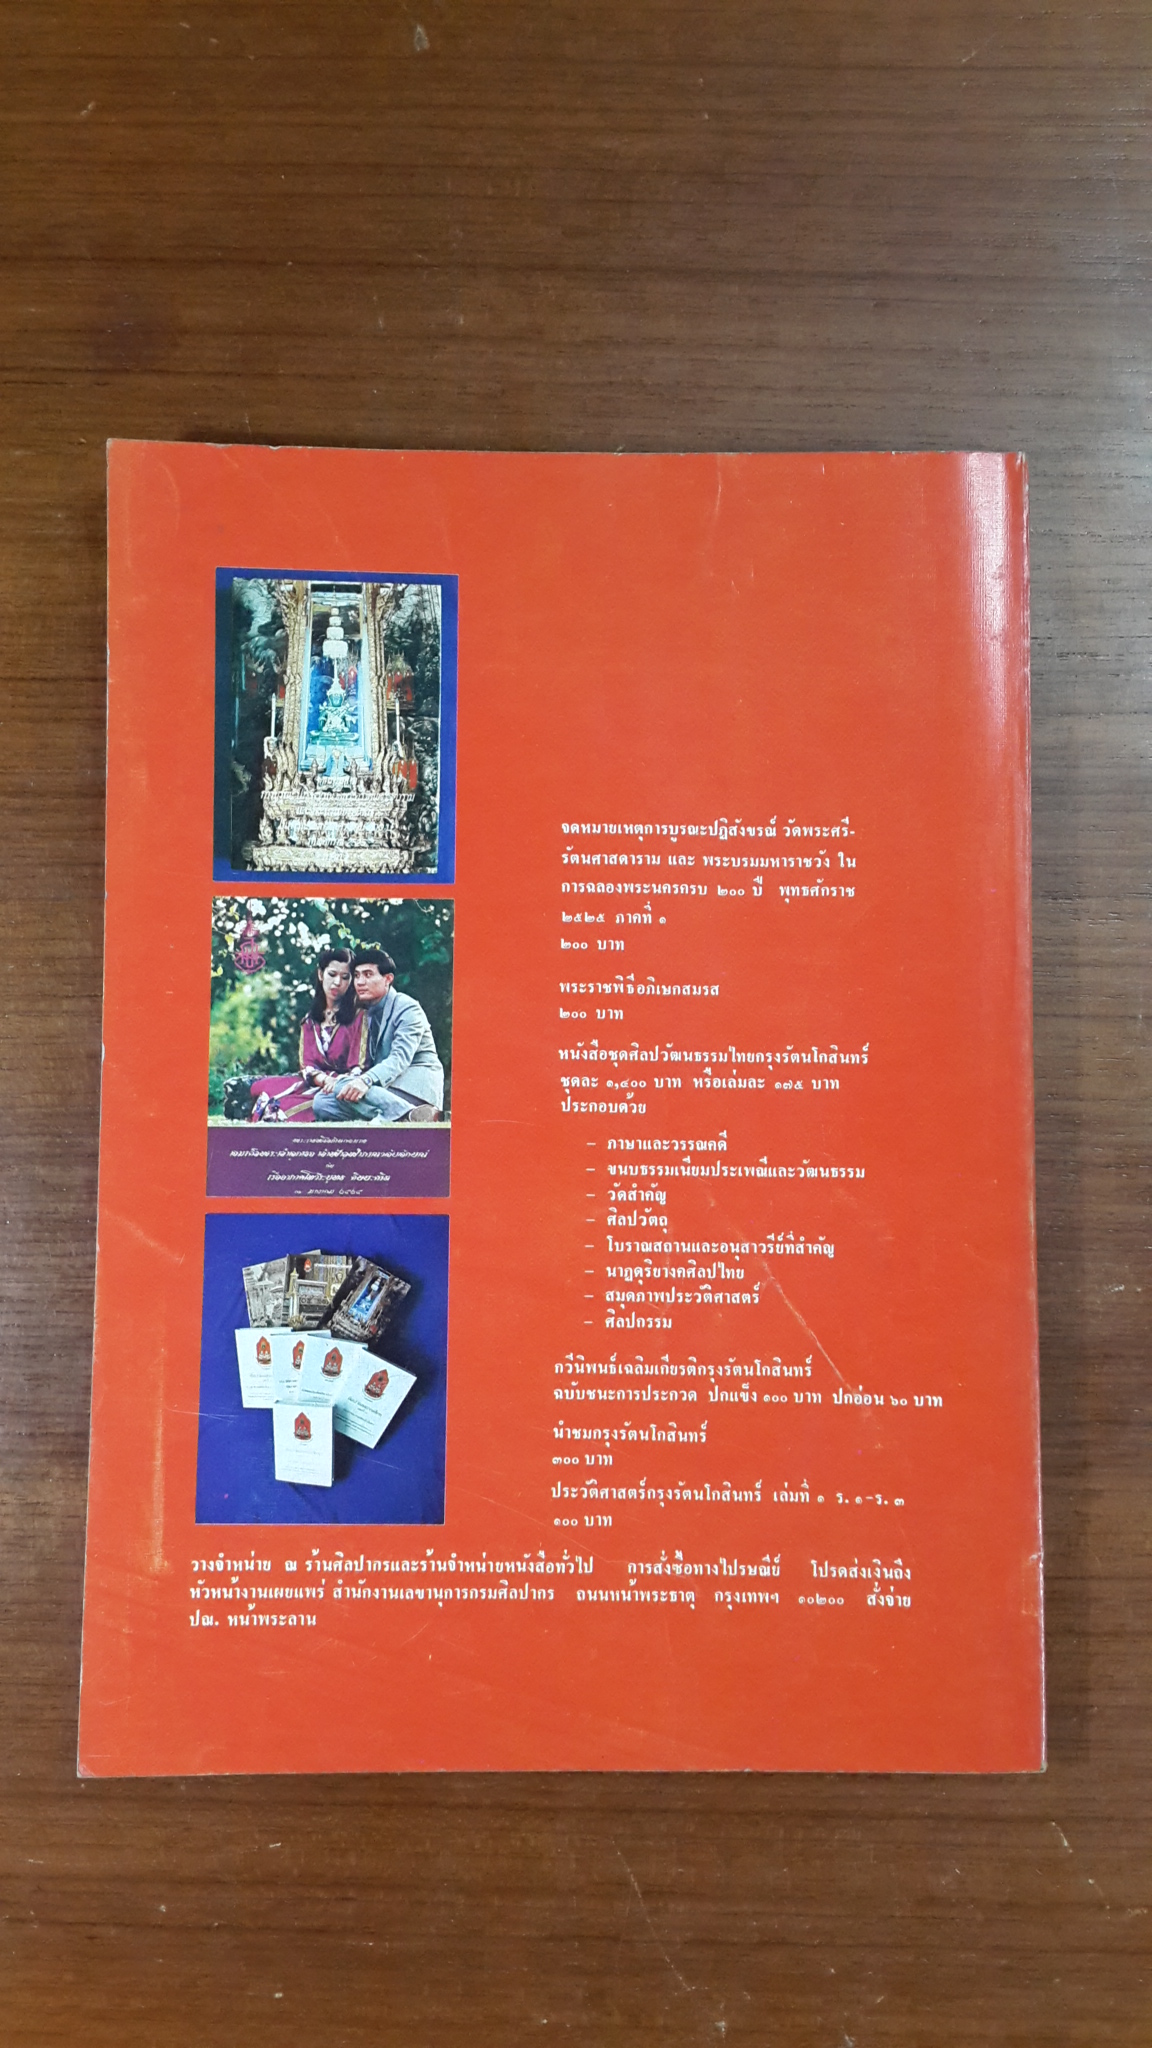 จดหมายเหตุการบูรณะปฏิสังขรณ์ วัดพระศรี-
รัตนศาสดาราม และ พระบรมมหาราชวัง ใน
การฉลองพระนครครบ ๒๐๐ ปี พุทธศักราช
๒๕๒๕ ภาคที่ ๑
๒๐๐ บาท
พระราชพิธีอภิเษกสมรส
๒๐๐ บาท
หนังสือชุดศิลปวัฒนธรรมไทยกรุงรัตนโกสินทร์
ชุดละ ๑,๔๐๐ บาท หรือเล่มละ ๑๗๕ บาท
ประกอบด้วย
– ภาษาและวรรณคดี
– ขนบธรรมเนียมประเพณีและวัฒนธรรม
– วัดสำคัญ
– ศิลปวัตถุ
– โบราณสถานและอนุสาวรีย์ที่สำคัญ
– นาฏดุริยางคศิลปไทย
– สมุดภาพประวัติศาสตร์
– ศิลปกรรม
กวีนิพนธ์เฉลิมเกียรติกรุงรัตนโกสินทร์
ฉบับชนะการประกวด ปกแข็ง ๑๐๐ บาท ปกอ่อน ๖๐ บาท
นำชมกรุงรัตนโกสินทร์
๓๐๐ บาท
ประวัติศาสตร์กรุงรัตนโกสินทร์ เล่มที่ ๑ ร. ๑-ร. ๓
๑๐๐ บาท
วางจำหน่าย ณ ร้านศิลปากรและร้านจำหน่ายหนังสือทั่วไป การสั่งซื้อทางไปรษณีย์ โปรดส่งเงินถึง
หัวหน้างานเผยแพร่ สำนักงานเลขานุการกรมศิลปากร ถนนหน้าพระธาตุ กรุงเทพฯ ๑๐๒๐๐ สั่งจ่าย
ปณ. หน้าพระลาน